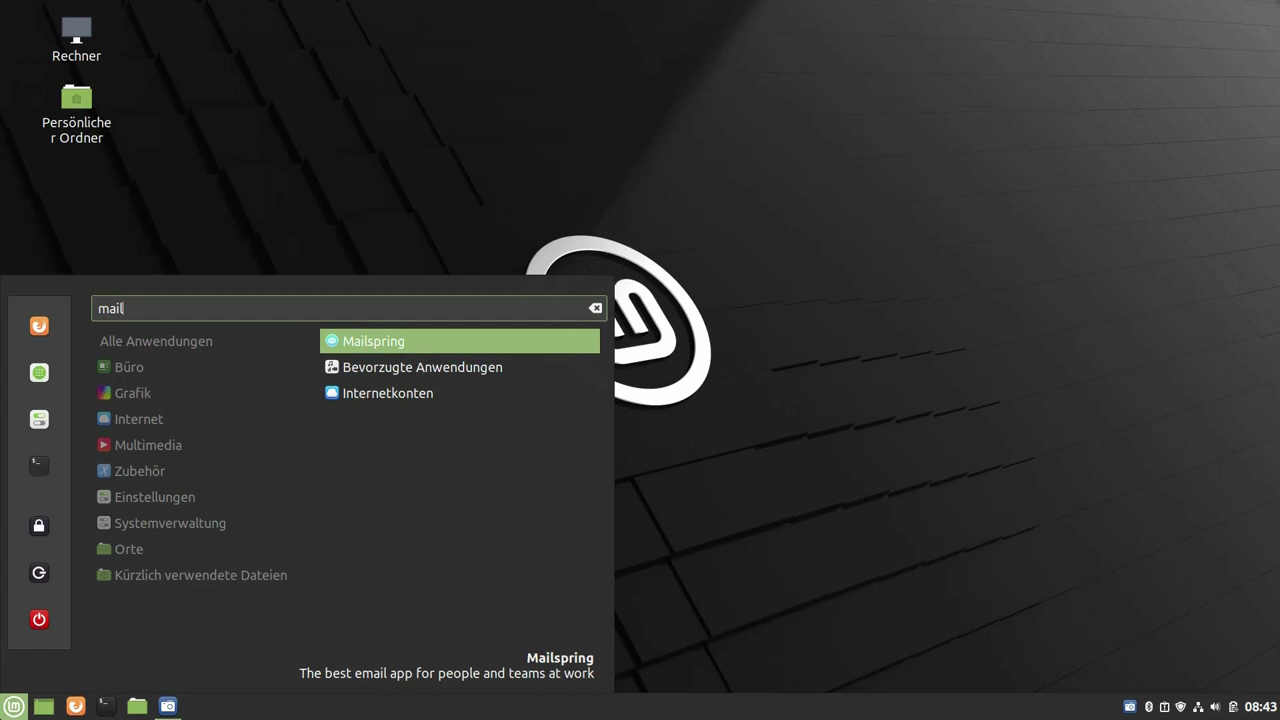 Rechner
Persönliche
r Ordner
mail
Alle Anwendungen
Büro
Grafik
Internet
Multimedia
Zubehör
Einstellungen
Systemverwaltung
Orte
Kürzlich verwendete Dateien
Mailspring
Bevorzugte Anwendungen
Internetkonten
Mailspring
The best email app for people and teams at work
08:43